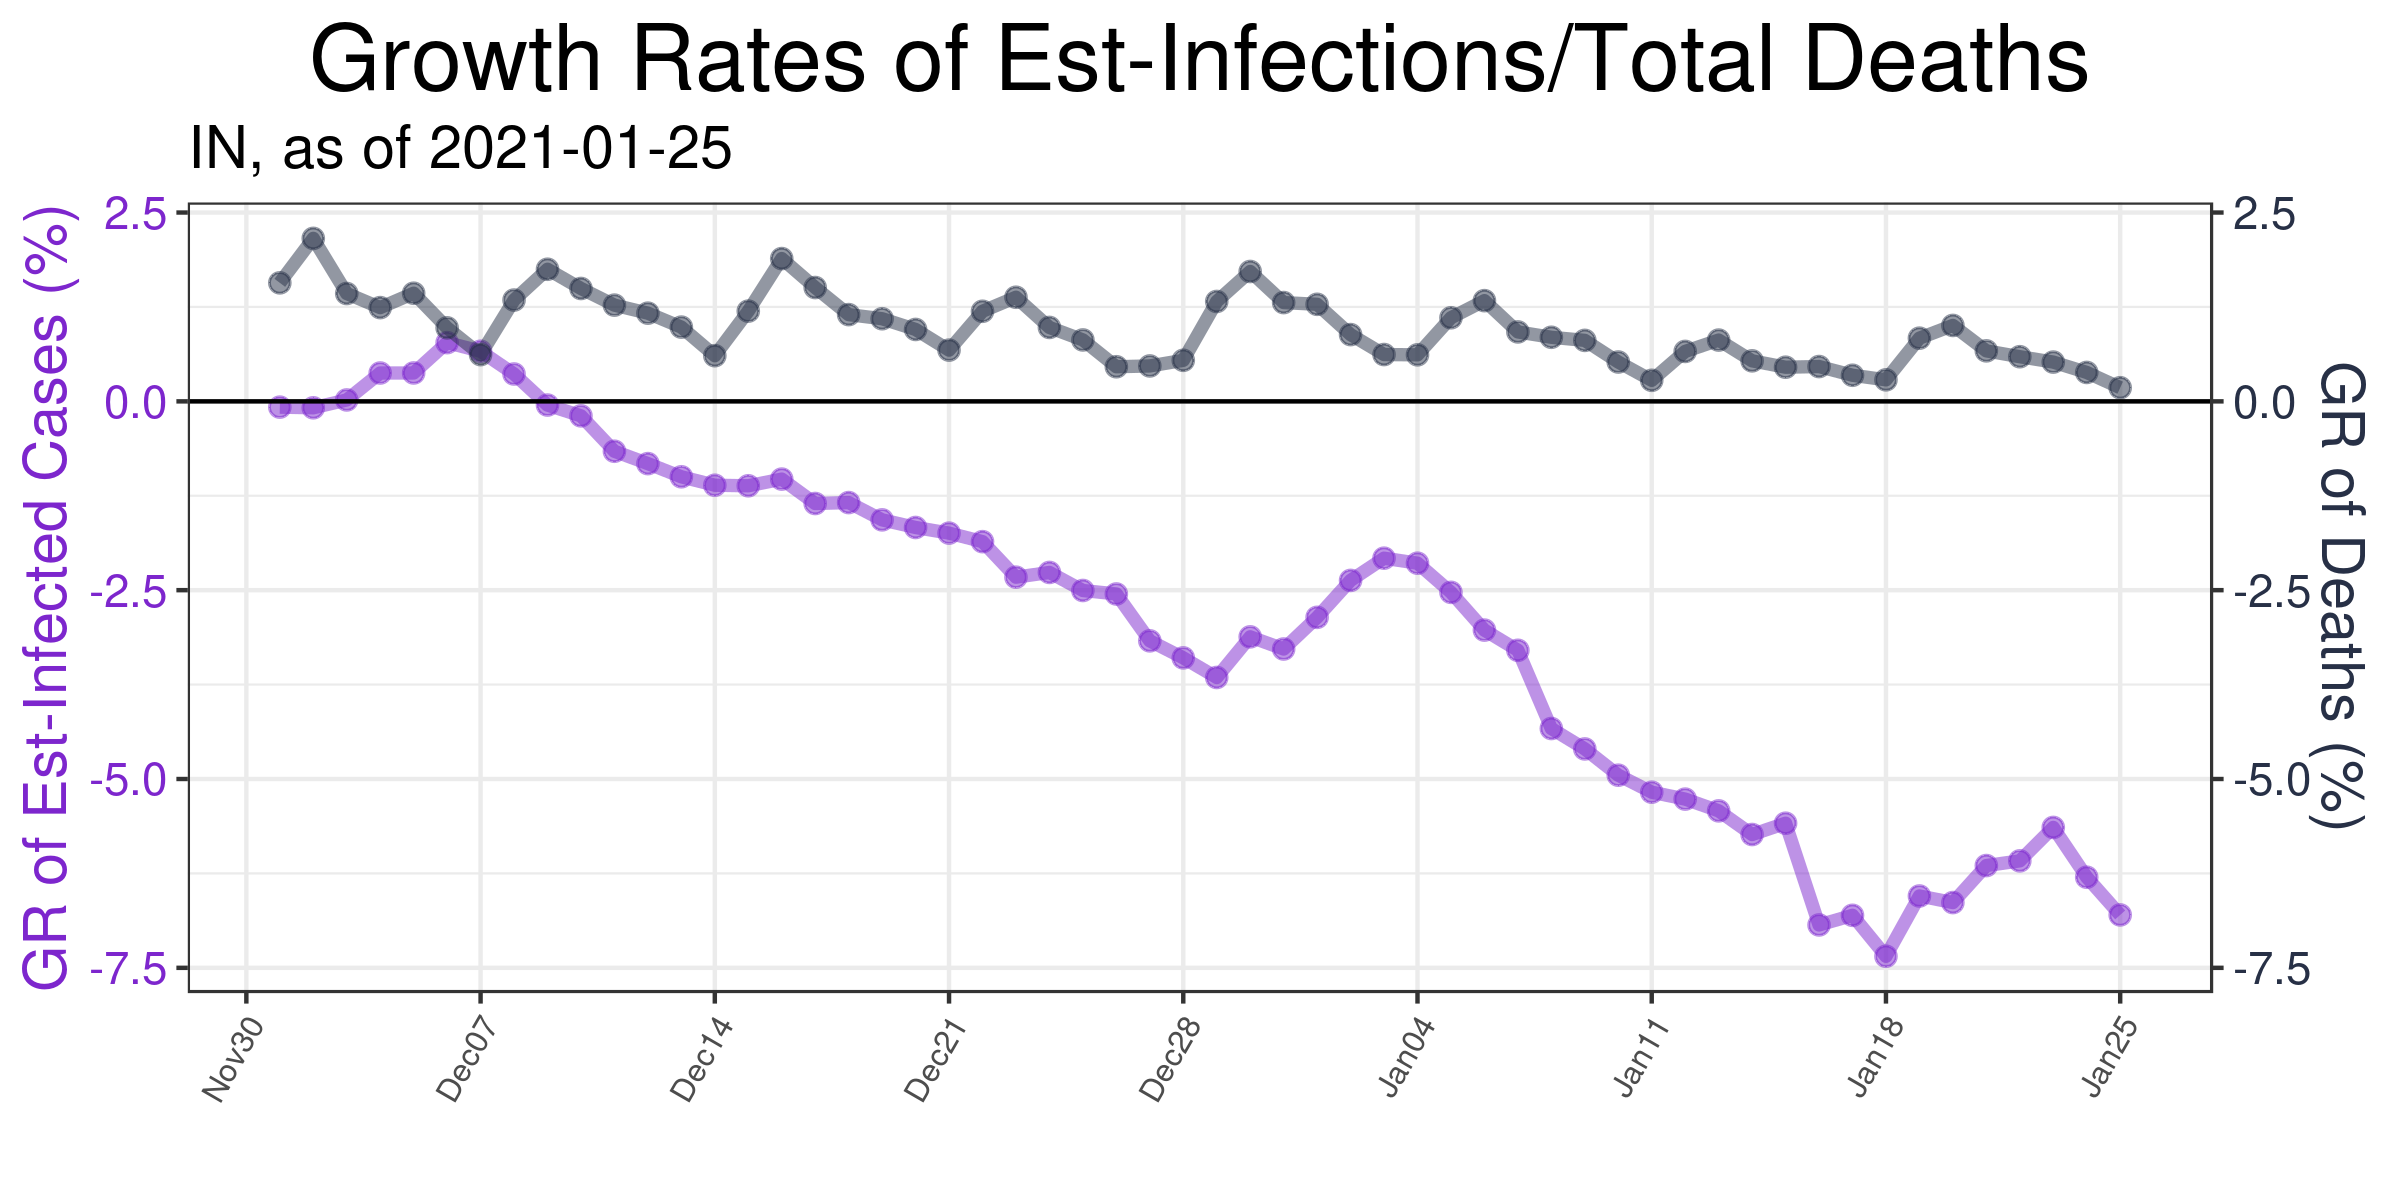 Growth Rates of Est-Infections/Total Deaths
IN, as of 2021-01-25
GR of Est-Infected Cases (%)
2.5
0.0
-2.5
-5.0
-7.5
2.5
0.0
-2.5
-5.0
-7.5
GR of Deaths (%)
Nov30
Dec07
Dec14
Dec21
Dec28
Jan04
Jan11
Jan18
Jan25